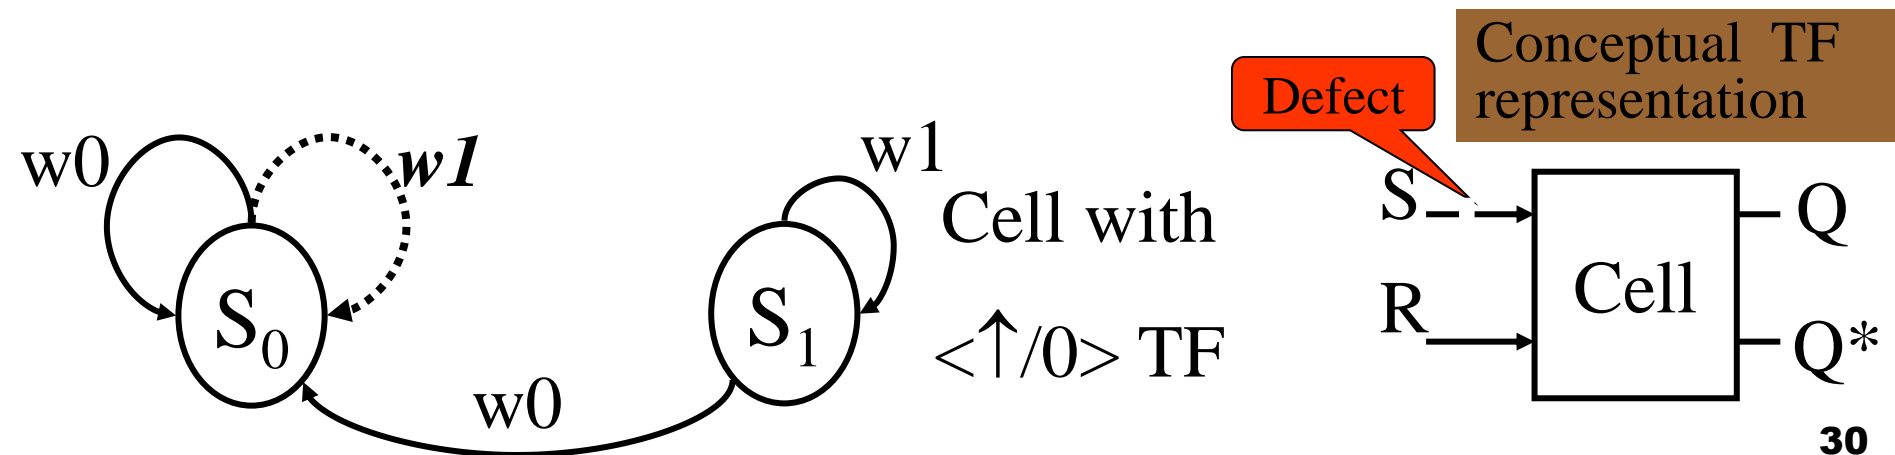 w0
w1
S0
w0
S1
w1
Cell with
<↑/0> TF
Defect
Conceptual TF
representation
S
R
Cell
Q
Q*
30